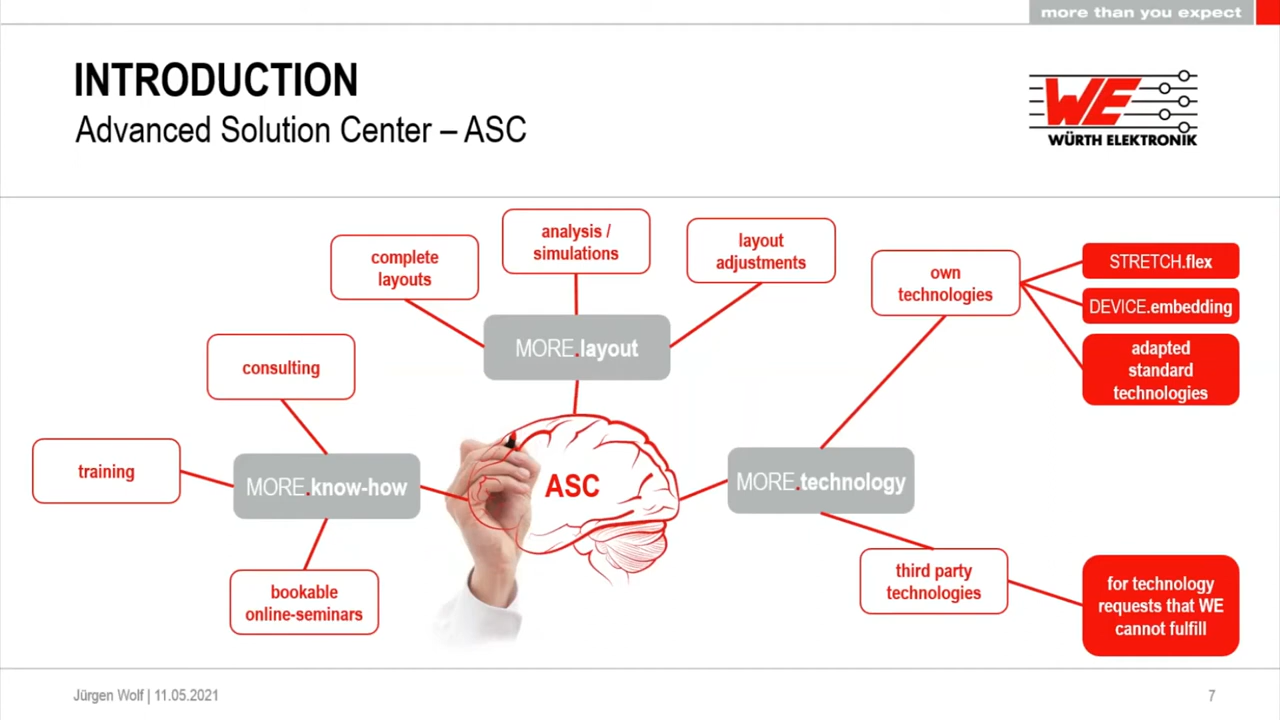 more than you expect
INTRODUCTION
Advanced Solution Center – ASC
WE
WÜRTH ELEKTRONIK
analysis /
simulations
complete
layouts
layout
adjustments
MORE.layout
own
technologies
STRETCH.flex
DEVICE.embedding
adapted
standard
technologies
consulting
training
MORE.know-how
bookable
online-seminars
ASC
MORE.technology
third party
technologies
for technology
requests that WE
cannot fulfill
Jürgen Wolf | 11.05.2021
7